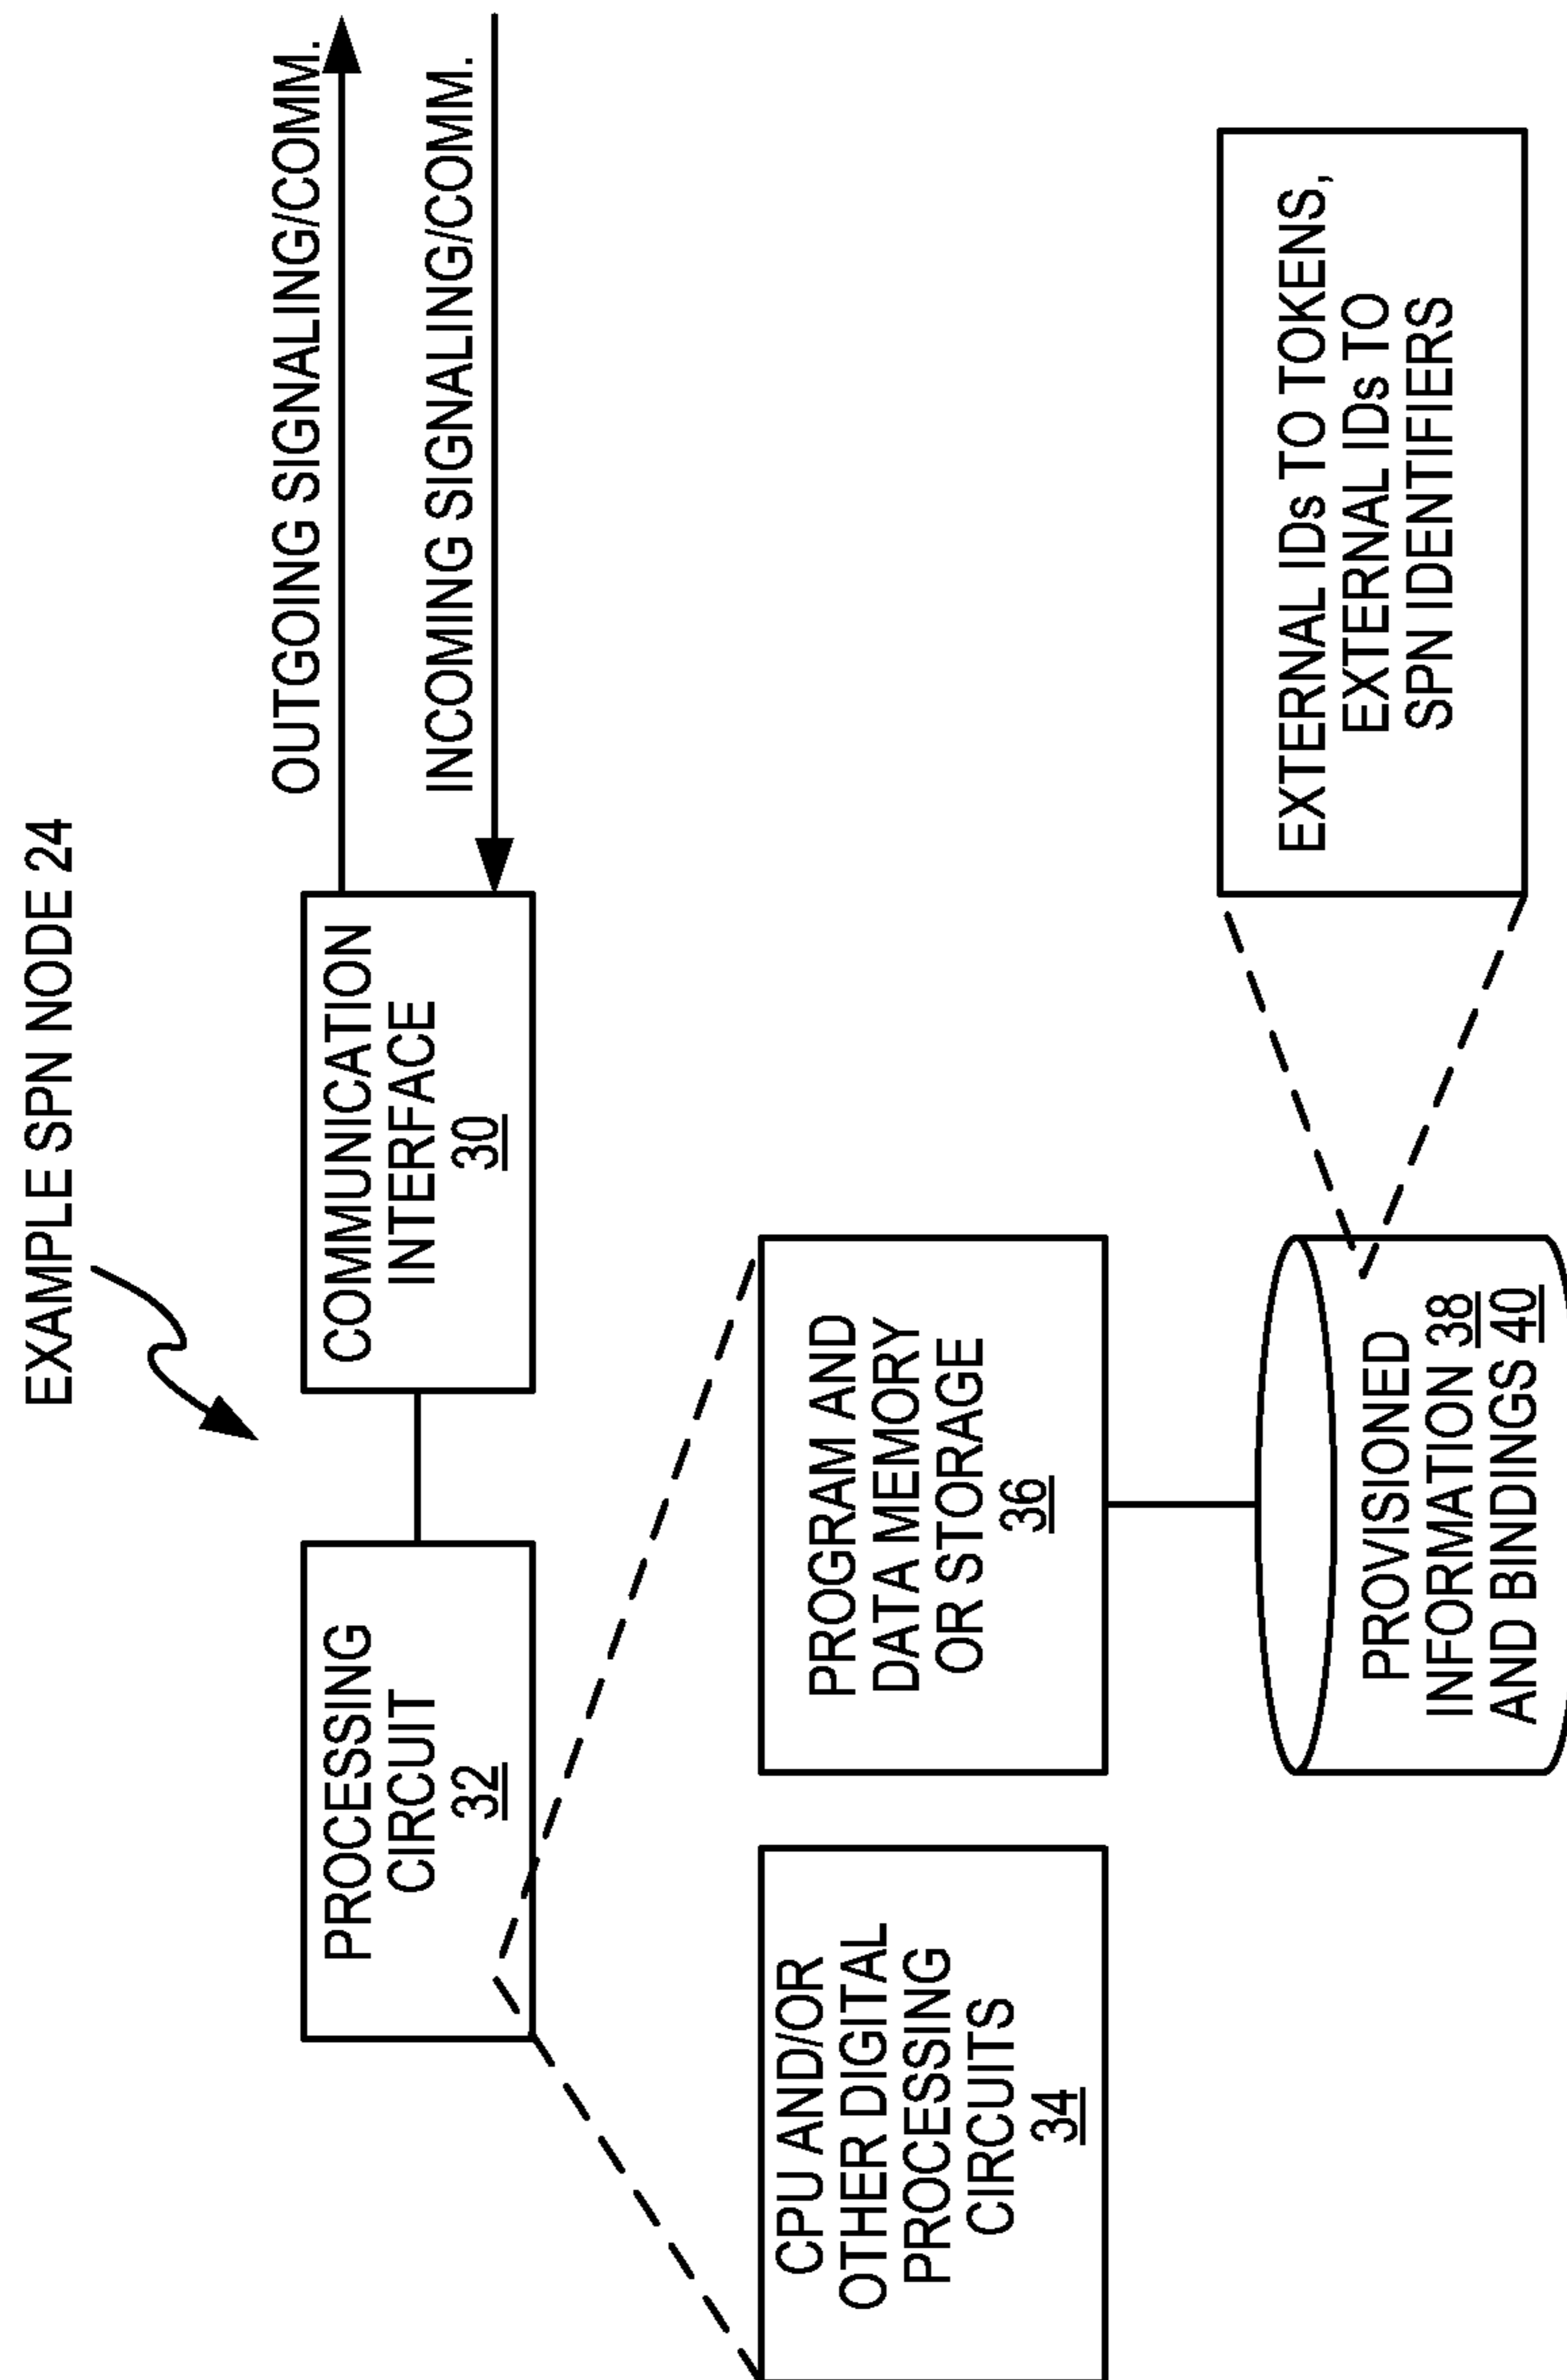 EXAMPLE SPN NODE 24
PROCESSING
CIRCUIT
32
COMMUNICATION
INTERFACE
30
OUTGOING SIGNALING/COMM.
INCOMING SIGNALING/COMM.
CPU AND/OR
OTHER DIGITAL
PROCESSING
CIRCUITS
34
PROGRAM AND
DATA MEMORY
OR STORAGE
36
PROVISIONED
INFORMATION 38
AND BINDINGS 40
EXTERNAL IDs TO TOKENS,
EXTERNAL IDs TO
SPN IDENTIFIERS